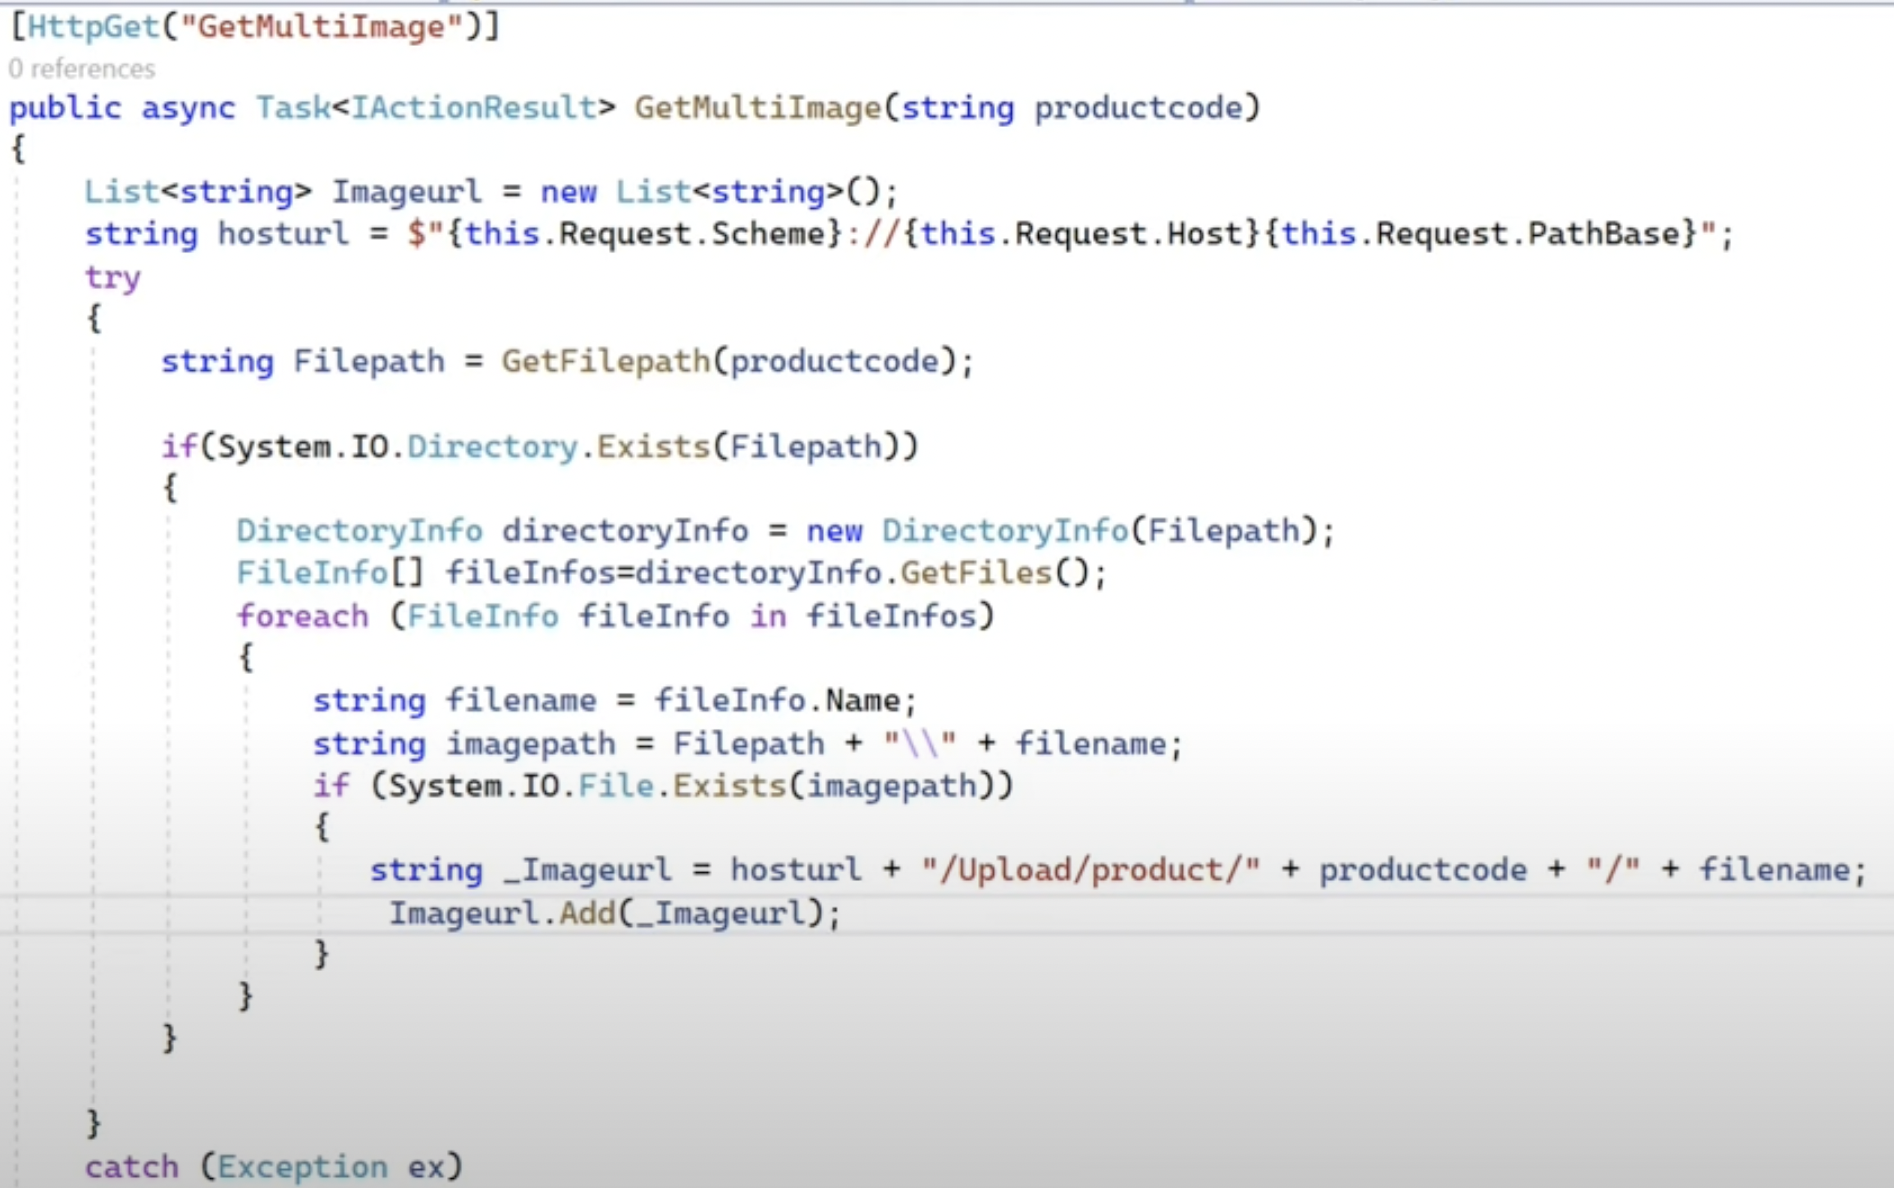 [HttpGet("GetMultiImage")]
0 references
public async Task<IActionResult> GetMultiImage(string productcode)
{
    List<string> Imageurl = new List<string>();
    string hosturl = $"{this.Request.Scheme}://{this.Request.Host}{this.Request.PathBase}";
    try
    {
        string Filepath = GetFilepath(productcode);

        if(System.IO.Directory.Exists(Filepath))
        {
            DirectoryInfo directoryInfo = new DirectoryInfo(Filepath);
            FileInfo[] fileInfos=directoryInfo.GetFiles();
            foreach (FileInfo fileInfo in fileInfos)
            {
                string filename = fileInfo.Name;
                string imagepath = Filepath + "\\" + filename;
                if (System.IO.File.Exists(imagepath))
                {
                   string _Imageurl = hosturl + "/Upload/product/" + productcode + "/" + filename;
                    Imageurl.Add(_Imageurl);
                }
            }
        }

    }
    catch (Exception ex)